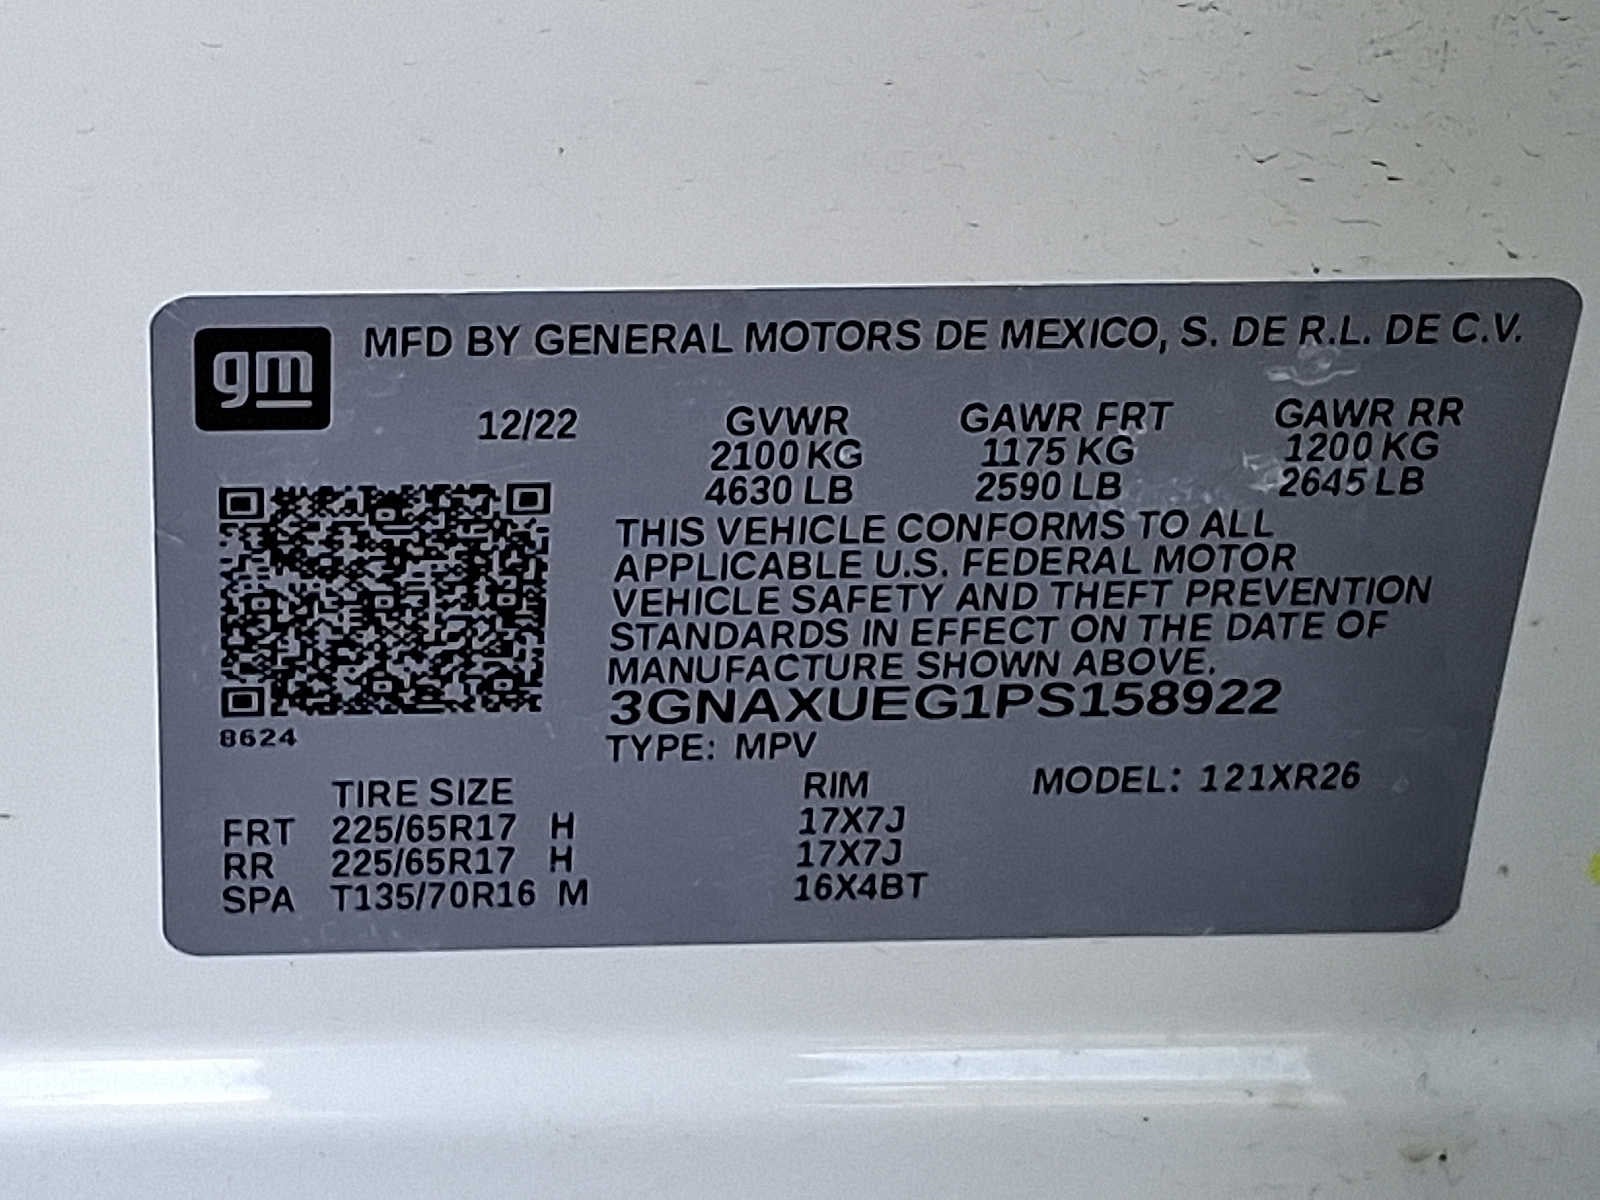 gm MFD BY GENERAL MOTORS DE MEXICO, S. DE R.L. DE C.V.
12/22 GVWR GAWR FRT GAWR RR
2100 KG 1175 KG 1200 KG
4630 LB 2590 LB 2645 LB
THIS VEHICLE CONFORMS TO ALL
APPLICABLE U.S. FEDERAL MOTOR
VEHICLE SAFETY AND THEFT PREVENTION
STANDARDS IN EFFECT ON THE DATE OF
MANUFACTURE SHOWN ABOVE.
3GNAXUEG1PS158922
8624 TYPE: MPV
TIRE SIZE RIM MODEL: 121XR26
FRT 225/65R17 H 17X7J
RR 225/65R17 H 17X7J
SPA T135/70R16 M 16X4BT